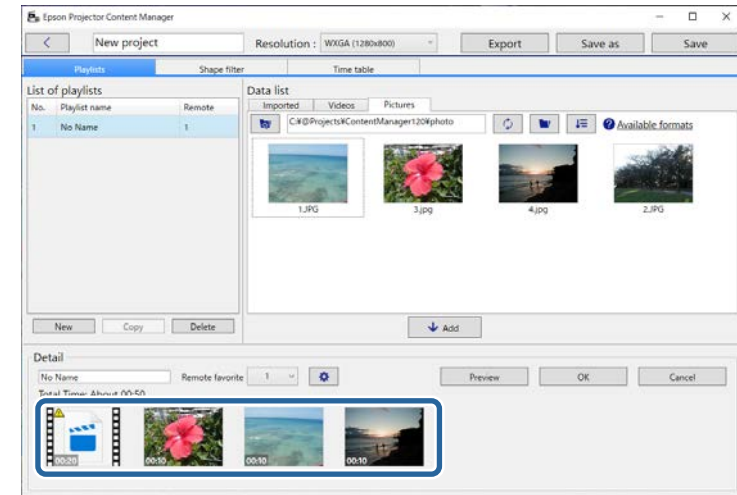 Epson Projector Content Manager
New project
Resolution : WXGA (1280x800)
Export
Save as
Save
Playlists
Shape filter
Time table
List of playlists
No. Playlist name Remote
1 No Name 1
New
Copy
Delete
Data list
Imported
Videos
Pictures
C:¥@Projects¥ContentManager120¥photo
Available formats
1.JPG
3.jpg
4.jpg
2.JPG
Add
Detail
No Name
Remote favorite 1
Preview
OK
Cancel
Total Time: About 00:50
00:20
00:10
00:10
00:10